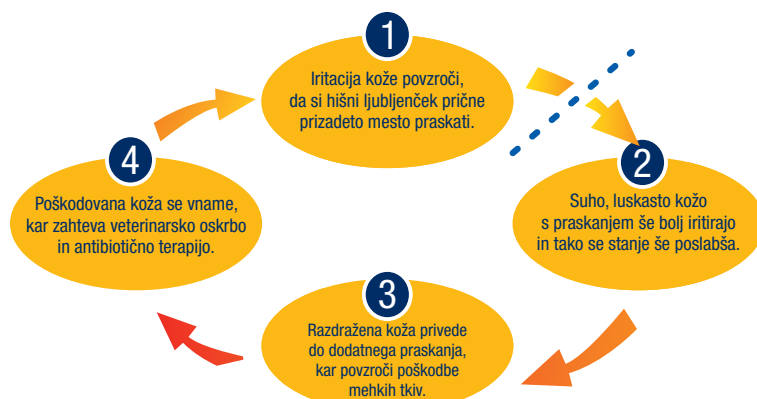 1
Iritacija kože povzroči,
da si hišni ljubljenček prične
prizadeto mesto praskati.
2
Suho, luskasto kožo
s praskanjem še bolj iritirajo
in tako se stanje še poslabša.
3
Razdražena koža privede
do dodatnega praskanja,
kar povzroči poškodbe
mehkih tkiv.
4
Poškodovana koža se vname,
kar zahteva veterinarsko oskrbo
in antibiotično terapijo.